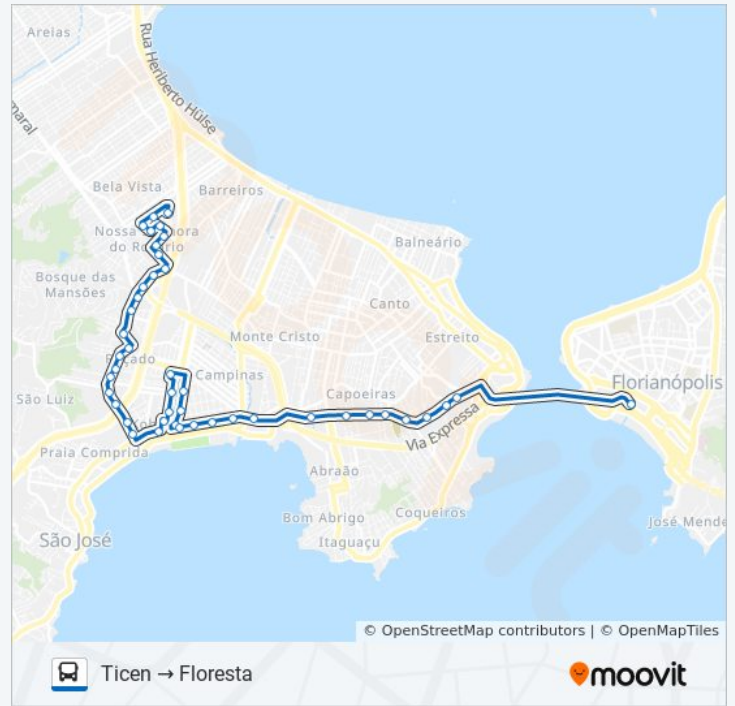 Arelas
Rua Heriberto Hülse
maral
Bela Vista
Barreiros
Nossa
do Rosário
Balneário
Bosque das
Mansões
Canto
Monte Cristo
Estreito
Campinas
Florianópolis
São Luiz
Capoeiras
Via Expressa
Praia Comprida
Abraão
Bom Abrigo
Coqueiros
José Mende
São José
Itaguaçu
© OpenStreetMap contributors | © OpenMapTiles
Ticen → Floresta
moovit